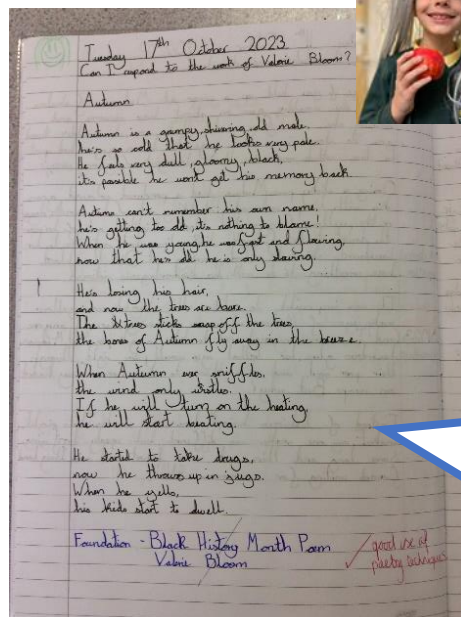 Tuesday 17th October 2023
Can I respond to the work of Valerie Bloom?
Autumn
Autumn is a grumpy, shivering old male,
he's so cold that he looks very pale.
He feels very dull, gloomy, black,
it's possible he won't get his memory back.
Autumn can't remember his own name,
he's getting too old, it's nothing to blame!
When he was young, he was fast and flowing,
now that he's old he is only slowing.
He's losing his hair,
and now the trees are bare.
The trees sticks snap off the trees,
the bones of Autumn fly away in the breeze.
When Autumn ever sniffles,
the wind only wistles.
If he will turn on the heating,
he will start beating.
He started to take drugs,
now he throws up in jugs.
When he yells,
his kids start to dwell.
Foundation - Black History Month Poem
Valerie Bloom
good use of
poetry techniques